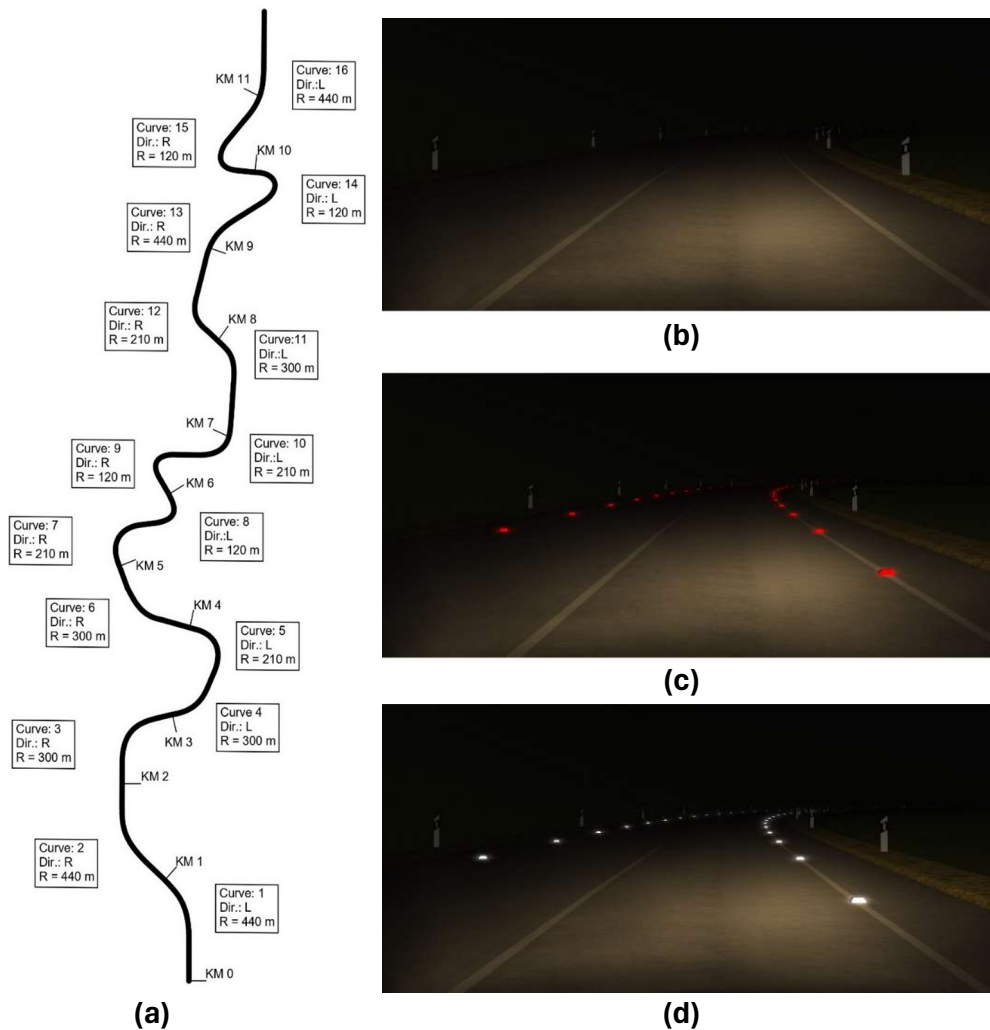 Curve: 16
Dir.:L
R = 440 m
KM 11
Curve: 15
Dir.: R
R = 120 m
KM 10
Curve: 14
Dir.: L
R = 120 m
Curve: 13
Dir.: R
R = 440 m
KM 9
Curve: 12
Dir.: R
R = 210 m
KM 8
Curve:11
Dir.:L
R = 300 m
KM 7
Curve: 9
Dir.: R
R = 120 m
Curve: 10
Dir.:L
R = 210 m
KM 6
Curve: 7
Dir.: R
R = 210 m
Curve: 8
Dir.:L
R = 120 m
KM 5
Curve: 6
Dir.: R
R = 300 m
KM 4
Curve: 5
Dir.: L
R = 210 m
Curve 4
Dir.: L
R = 300 m
Curve: 3
Dir.: R
R = 300 m
KM 3
KM 2
Curve: 2
Dir.: R
R = 440 m
KM 1
Curve: 1
Dir.: L
R = 440 m
KM 0
(a)
(b)
(c)
(d)